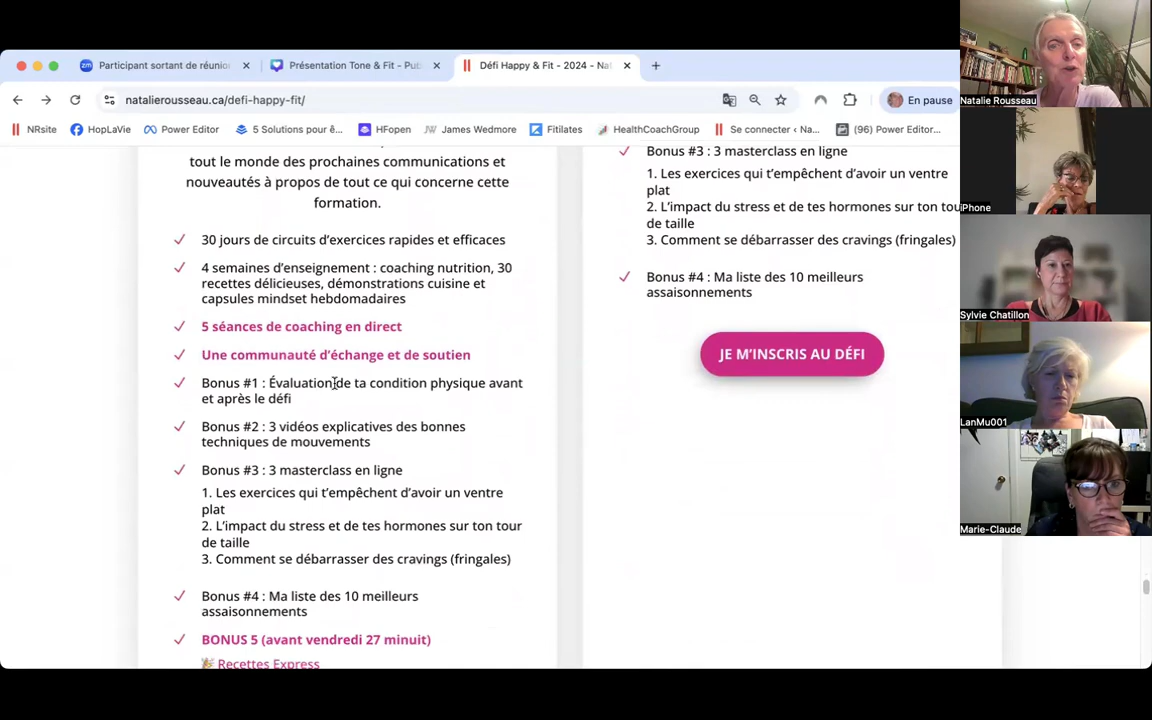 Participant sortant de réunio
Présentation Tone & Fit - Pub
Défi Happy & Fit - 2024 - Nat
natalierousseau.ca/defi-happy-fit/
En pause
NRsite
HopLaVie
Power Editor
5 Solutions pour ê...
HFopen
James Wedmore
Fitilates
HealthCoachGroup
Se connecter ‹ Na...
(96) Power Editor...
tout le monde des prochaines communications et
nouveautés à propos de tout ce qui concerne cette
formation.
30 jours de circuits d’exercices rapides et efficaces
4 semaines d’enseignement : coaching nutrition, 30
recettes délicieuses, démonstrations cuisine et
capsules mindset hebdomadaires
5 séances de coaching en direct
Une communauté d’échange et de soutien
Bonus #1 : Évaluation de ta condition physique avant
et après le défi
Bonus #2 : 3 vidéos explicatives des bonnes
techniques de mouvements
Bonus #3 : 3 masterclass en ligne
1. Les exercices qui t’empêchent d’avoir un ventre
plat
2. L’impact du stress et de tes hormones sur ton tour
de taille
3. Comment se débarrasser des cravings (fringales)
Bonus #4 : Ma liste des 10 meilleurs
assaisonnements
BONUS 5 (avant vendredi 27 minuit)
Recettes Express
Bonus #3 : 3 masterclass en ligne
1. Les exercices qui t’empêchent d’avoir un ventre
plat
2. L’impact du stress et de tes hormones sur ton tou
de taille
3. Comment se débarrasser des cravings (fringales)
Bonus #4 : Ma liste des 10 meilleurs
assaisonnements
JE M’INSCRIS AU DÉFI
Natalie Rousseau
iPhone
Sylvie Chatillon
LanMu001
Marie-Claude